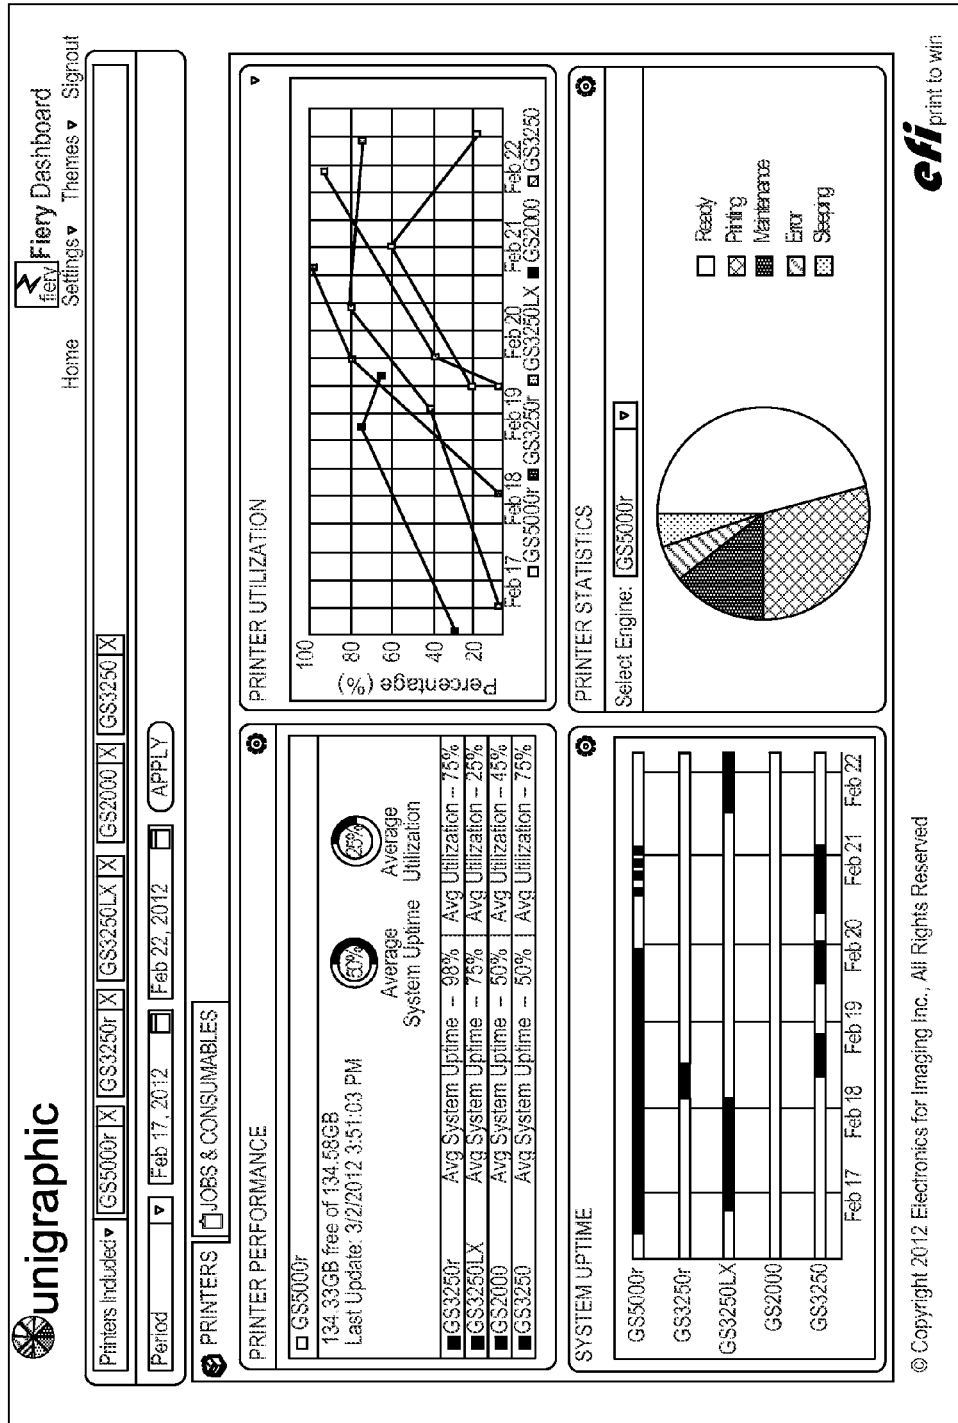 unigraphic
fiery Fiery Dashboard
Home Settings Themes Signout
Printers Included GS5000r X GS3250r X GS3250LX X GS2000 X GS3250 X
Period Feb 17, 2012 Feb 22, 2012 APPLY
PRINTERS JOBS & CONSUMABLES
PRINTER PERFORMANCE
GS5000r
134.33GB free of 134.58GB
Last Update: 3/2/2012 3:51:03 PM
50%
Average
System Uptime
25%
Average
Utilization
GS3250r Avg System Uptime -- 98% | Avg Utilization -- 75%
GS3250LX Avg System Uptime -- 75% | Avg Utilization -- 25%
GS2000 Avg System Uptime -- 50% | Avg Utilization -- 45%
GS3250 Avg System Uptime -- 50% | Avg Utilization -- 75%
PRINTER UTILIZATION
Percentage (%)
100
80
60
40
20
Feb 17 Feb 18 Feb 19 Feb 20 Feb 21 Feb 22
GS5000r GS3250r GS3250LX GS2000 GS3250
SYSTEM UPTIME
GS5000r
GS3250r
GS3250LX
GS2000
GS3250
Feb 17 Feb 18 Feb 19 Feb 20 Feb 21 Feb 22
PRINTER STATISTICS
Select Engine: GS5000r
Ready
Printing
Maintenance
Error
Sleeping
© Copyright 2012 Electronics for Imaging Inc., All Rights Reserved
efi print to win